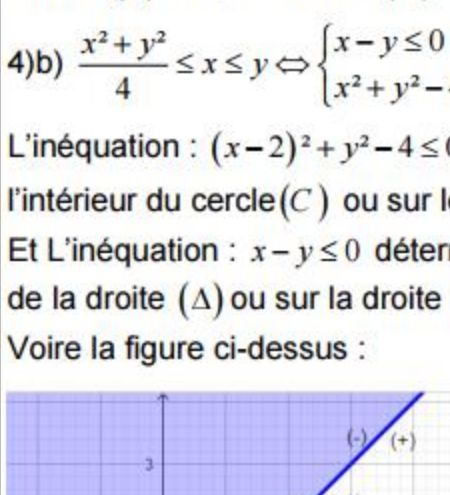 4)b) (x² + y²)/4 ≤ x ≤ y ⇔ { x − y ≤ 0
x² + y² −
L'inéquation : (x − 2)² + y² − 4 ≤
l'intérieur du cercle (C) ou sur
Et L'inéquation : x − y ≤ 0
de la droite (Δ) ou sur la droite
Voire la figure ci-dessus :
(-) (+)
3